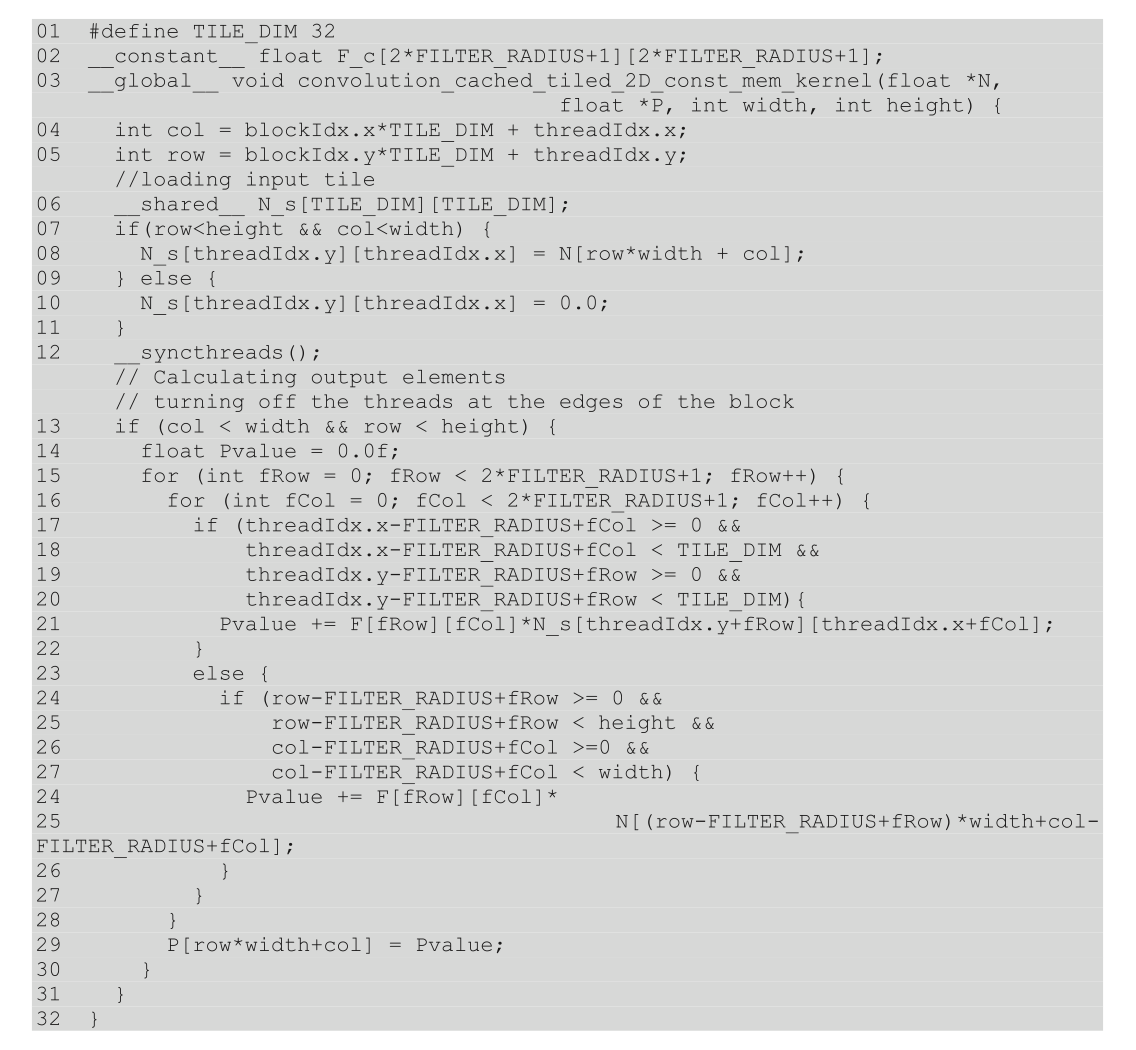 01  #define TILE_DIM 32
02  __constant__ float F_c[2*FILTER_RADIUS+1][2*FILTER_RADIUS+1];
03  __global__ void convolution_cached_tiled_2D_const_mem_kernel(float *N,
                                        float *P, int width, int height) {
04    int col = blockIdx.x*TILE_DIM + threadIdx.x;
05    int row = blockIdx.y*TILE_DIM + threadIdx.y;
      //loading input tile
06    __shared__ N_s[TILE_DIM][TILE_DIM];
07    if(row<height && col<width) {
08      N_s[threadIdx.y][threadIdx.x] = N[row*width + col];
09    } else {
10      N_s[threadIdx.y][threadIdx.x] = 0.0;
11    }
12    __syncthreads();
      // Calculating output elements
      // turning off the threads at the edges of the block
13    if (col < width && row < height) {
14      float Pvalue = 0.0f;
15      for (int fRow = 0; fRow < 2*FILTER_RADIUS+1; fRow++) {
16        for (int fCol = 0; fCol < 2*FILTER_RADIUS+1; fCol++) {
17          if (threadIdx.x-FILTER_RADIUS+fCol >= 0 &&
18              threadIdx.x-FILTER_RADIUS+fCol < TILE_DIM &&
19              threadIdx.y-FILTER_RADIUS+fRow >= 0 &&
20              threadIdx.y-FILTER_RADIUS+fRow < TILE_DIM){
21            Pvalue += F[fRow][fCol]*N_s[threadIdx.y+fRow][threadIdx.x+fCol];
22          }
23          else {
24            if (row-FILTER_RADIUS+fRow >= 0 &&
25                row-FILTER_RADIUS+fRow < height &&
26                col-FILTER_RADIUS+fCol >=0 &&
27                col-FILTER_RADIUS+fCol < width) {
24              Pvalue += F[fRow][fCol]*
25                                          N[(row-FILTER_RADIUS+fRow)*width+col-
FILTER_RADIUS+fCol];
26            }
27          }
28        }
29        P[row*width+col] = Pvalue;
30      }
31    }
32  }